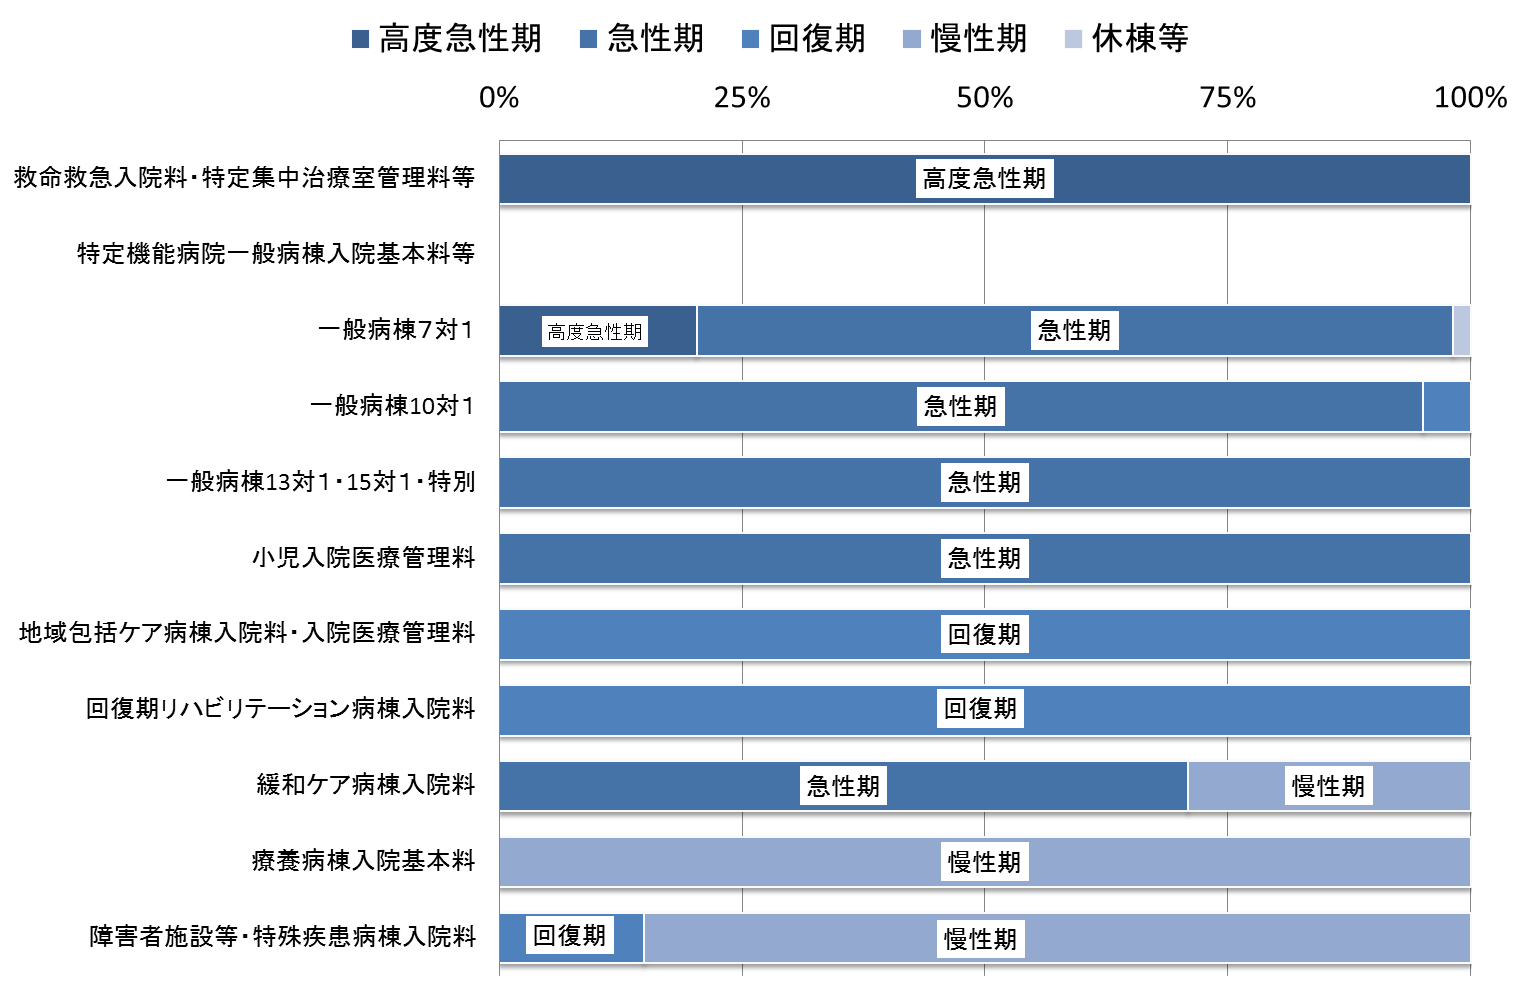 高度急性期 急性期 回復期 慢性期 休棟等
0% 25% 50% 75% 100%
救命救急入院料・特定集中治療室管理料等 高度急性期
特定機能病院一般病棟入院基本料等
一般病棟７対１ 高度急性期 急性期
一般病棟10対１ 急性期
一般病棟13対１・15対１・特別 急性期
小児入院医療管理料 急性期
地域包括ケア病棟入院料・入院医療管理料 回復期
回復期リハビリテーション病棟入院料 回復期
緩和ケア病棟入院料 急性期 慢性期
療養病棟入院基本料 慢性期
障害者施設等・特殊疾患病棟入院料 回復期 慢性期